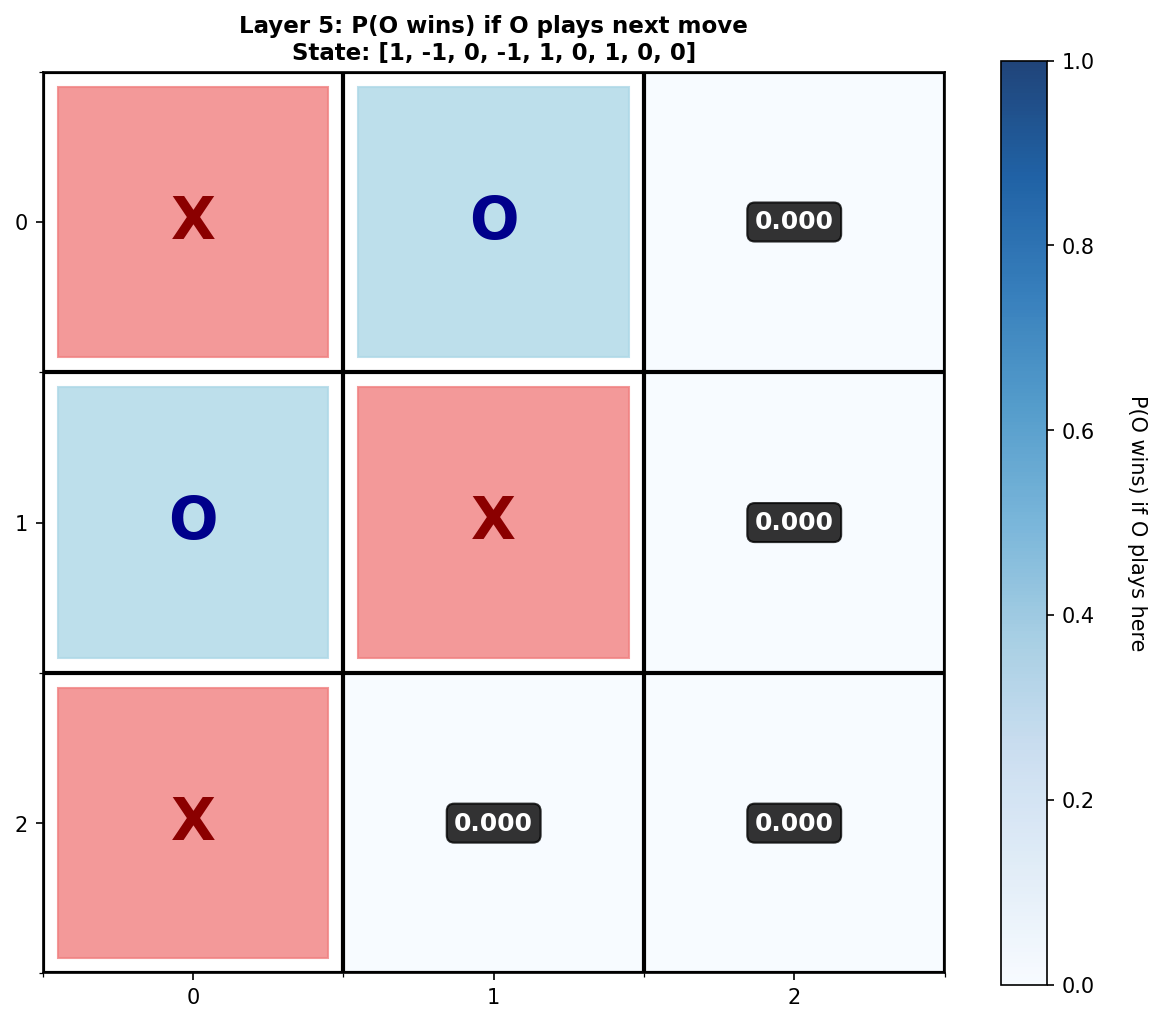 Layer 5: P(O wins) if O plays next move
State: [1, -1, 0, -1, 1, 0, 1, 0, 0]
X
O
0.000
O
X
0.000
X
0.000
0.000
0
1
2
0
1
2
1.0
0.8
0.6
0.4
0.2
0.0
P(O wins) if O plays here